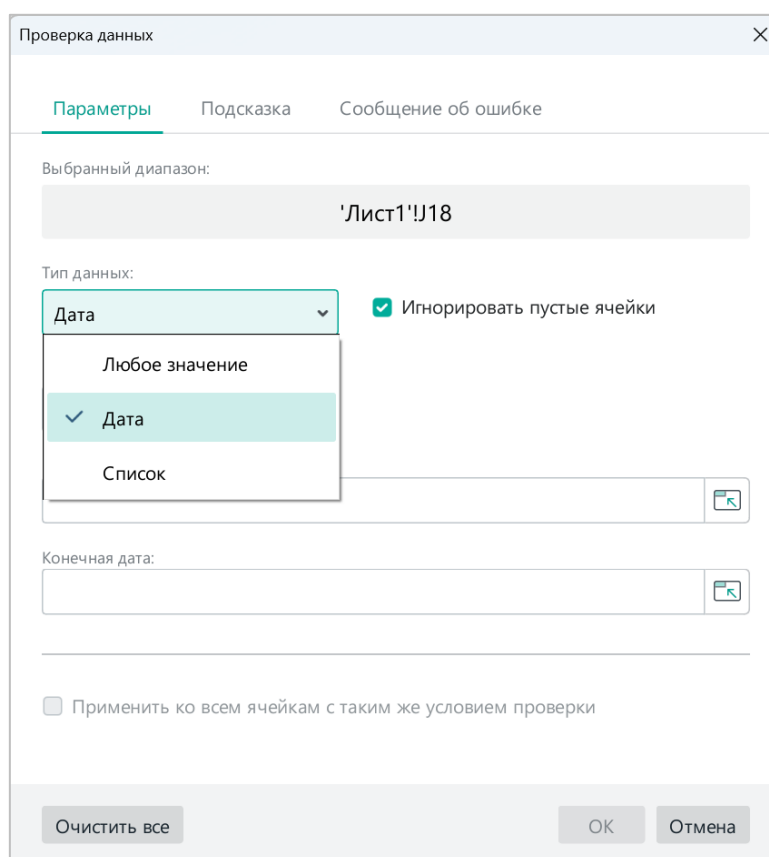 Проверка данных
Параметры Подсказка Сообщение об ошибке
Выбранный диапазон:
'Лист1'!J18
Тип данных:
Дата
Игнорировать пустые ячейки
Любое значение
Дата
Список
Конечная дата:
Применить ко всем ячейкам с таким же условием проверки
Очистить все ОК Отмена